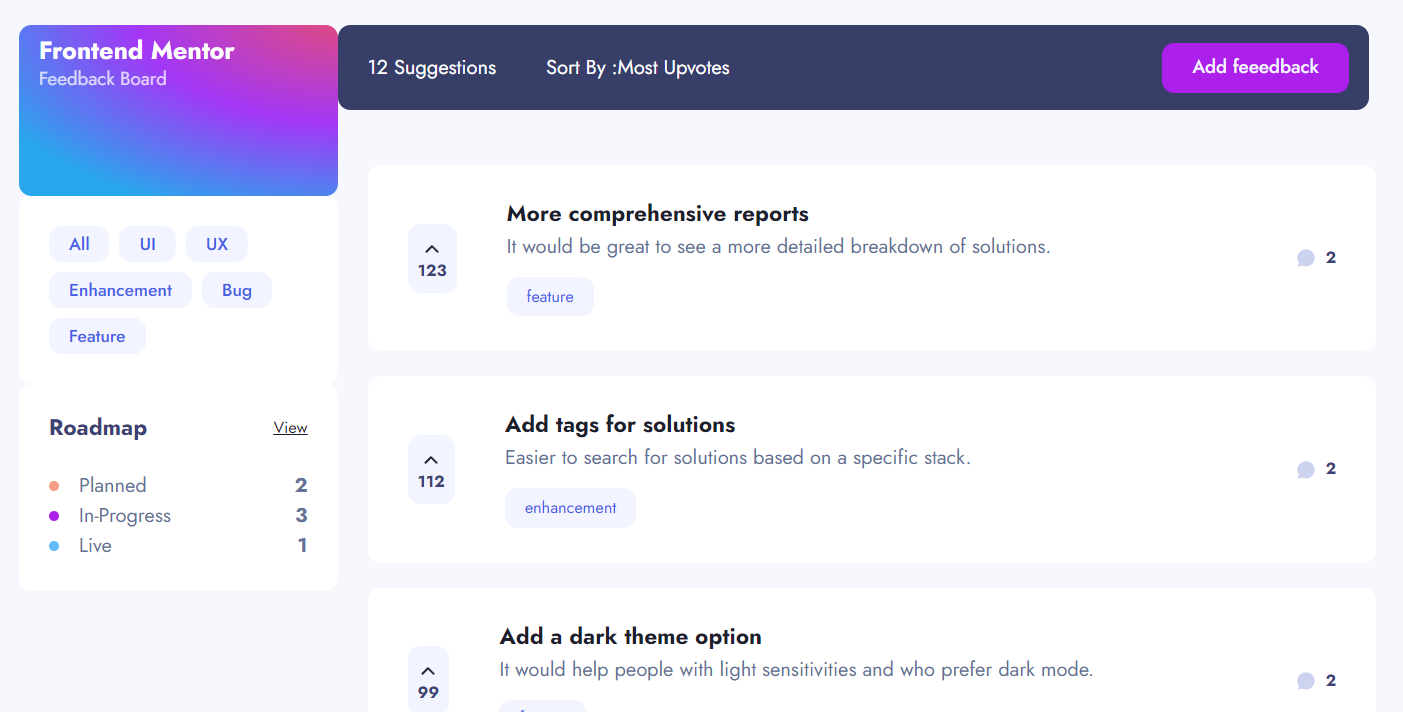 Frontend Mentor
Feedback Board
12 Suggestions
Sort By :Most Upvotes
Add feeedback
All
UI
UX
Enhancement
Bug
Feature
Roadmap
View
Planned
2
In-Progress
3
Live
1
123
More comprehensive reports
It would be great to see a more detailed breakdown of solutions.
feature
2
112
Add tags for solutions
Easier to search for solutions based on a specific stack.
enhancement
2
99
Add a dark theme option
It would help people with light sensitivities and who prefer dark mode.
2